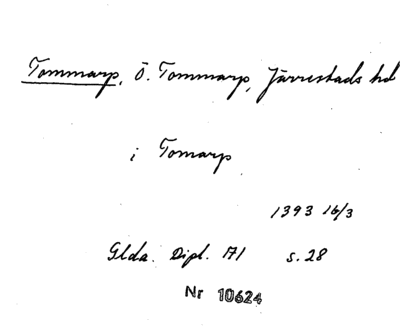 Tommarp, Ö. Tommarp, Järrestads hd
i Tomarp
1393 16/3
Glda. Dipl. 171 s. 28
Nr 10624